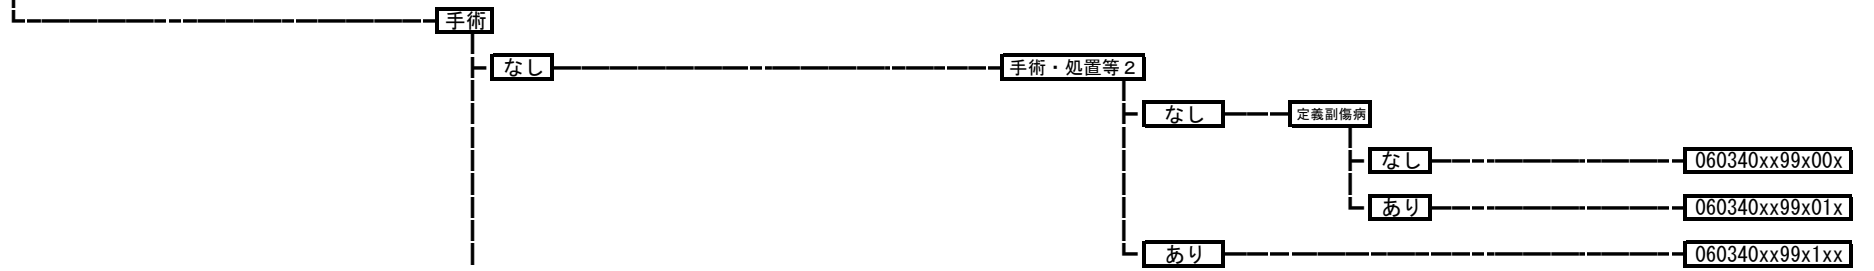 手術
なし 手術・処置等２
なし 定義副傷病
なし 060340xx99x00x
あり 060340xx99x01x
あり 060340xx99x1xx